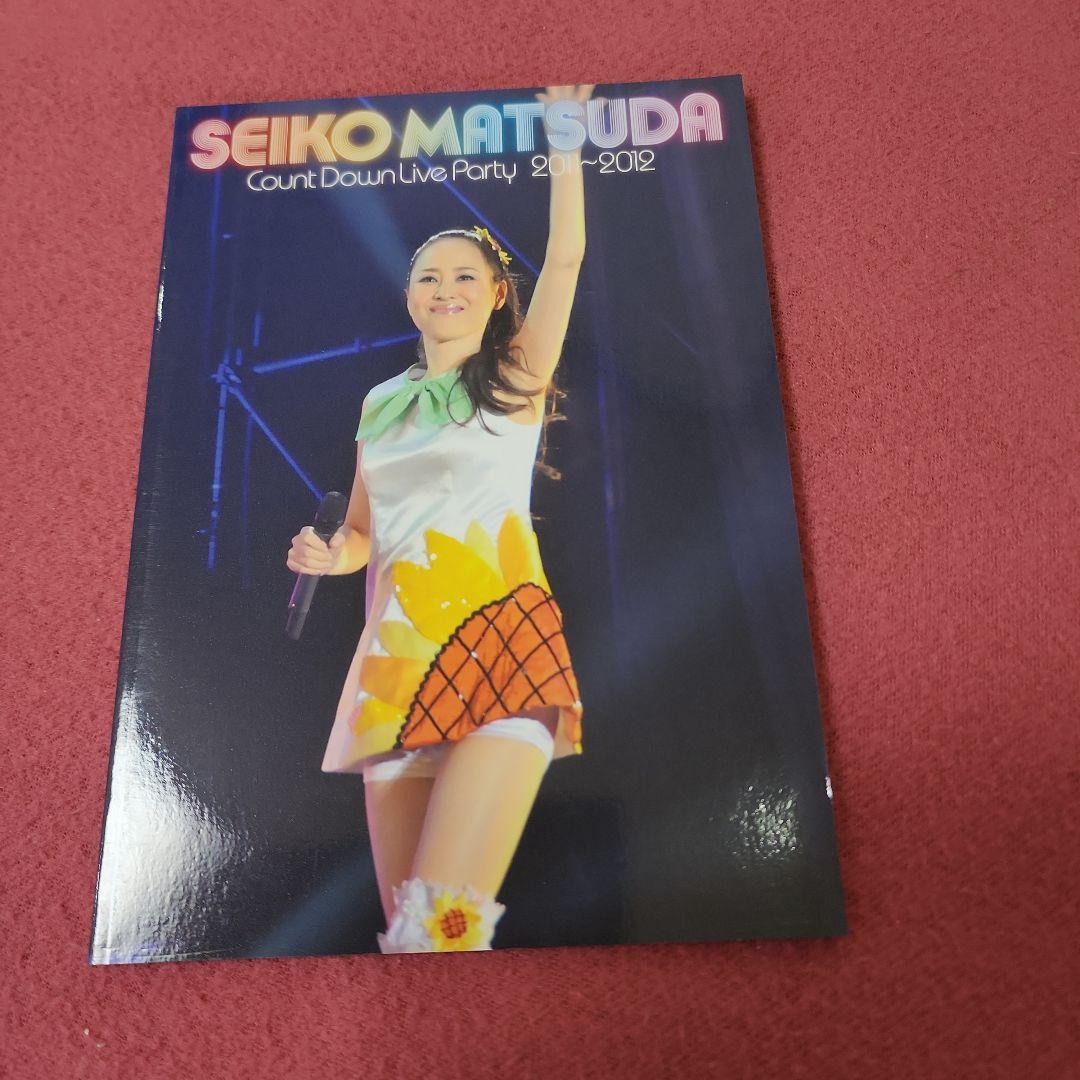 SEIKO MATSUDA
Count Down Live Party 2011~2012